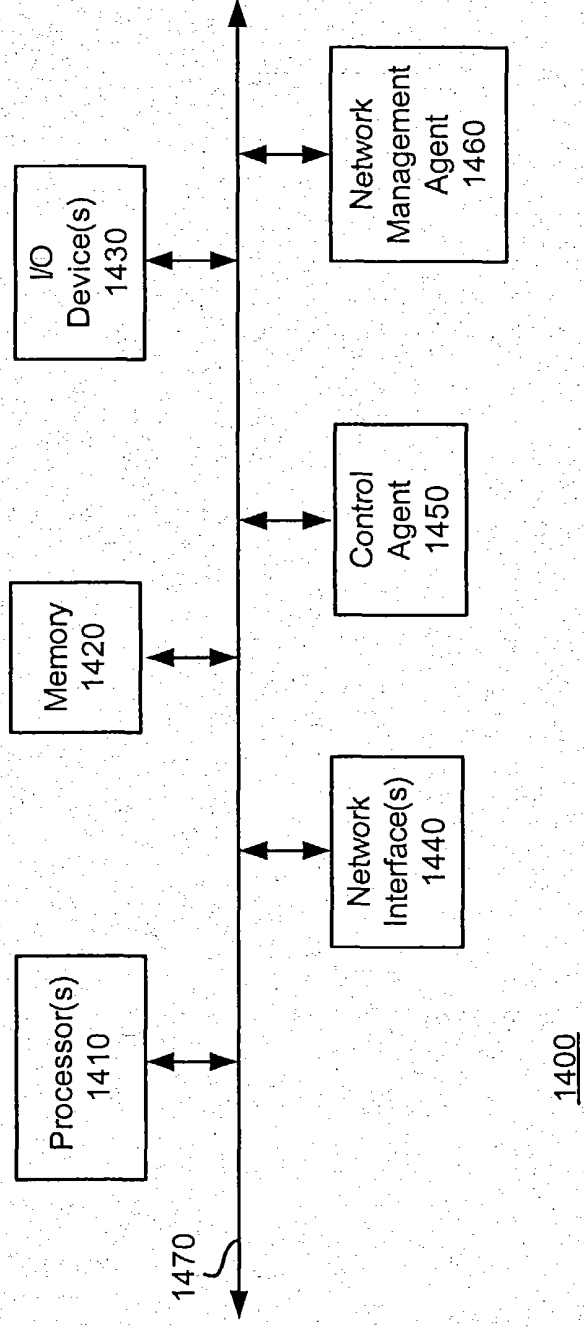 Processor(s)
1410
Memory
1420
I/O
Device(s)
1430
1470
Network
Interface(s)
1440
Control
Agent
1450
Network
Management
Agent
1460
1400